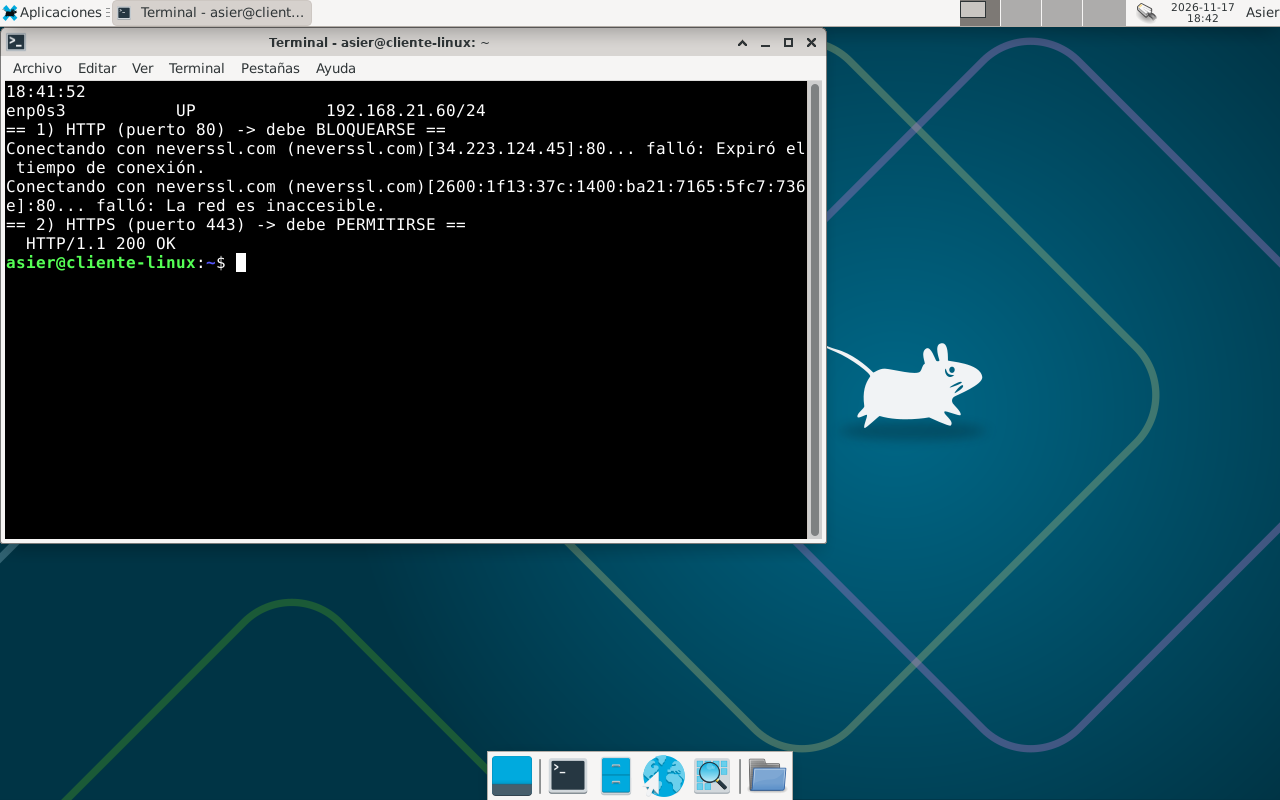 Aplicaciones
Terminal - asier@client...
2026-11-17
18:42
Asier
Terminal - asier@cliente-linux: ~
Archivo Editar Ver Terminal Pestañas Ayuda
18:41:52
enp0s3 UP 192.168.21.60/24
== 1) HTTP (puerto 80) -> debe BLOQUEARSE ==
Conectando con neverssl.com (neverssl.com)[34.223.124.45]:80... falló: Expiró el
tiempo de conexión.
Conectando con neverssl.com (neverssl.com)[2600:1f13:37c:1400:ba21:7165:5fc7:736
e]:80... falló: La red es inaccesible.
== 2) HTTPS (puerto 443) -> debe PERMITIRSE ==
HTTP/1.1 200 OK
asier@cliente-linux:~$